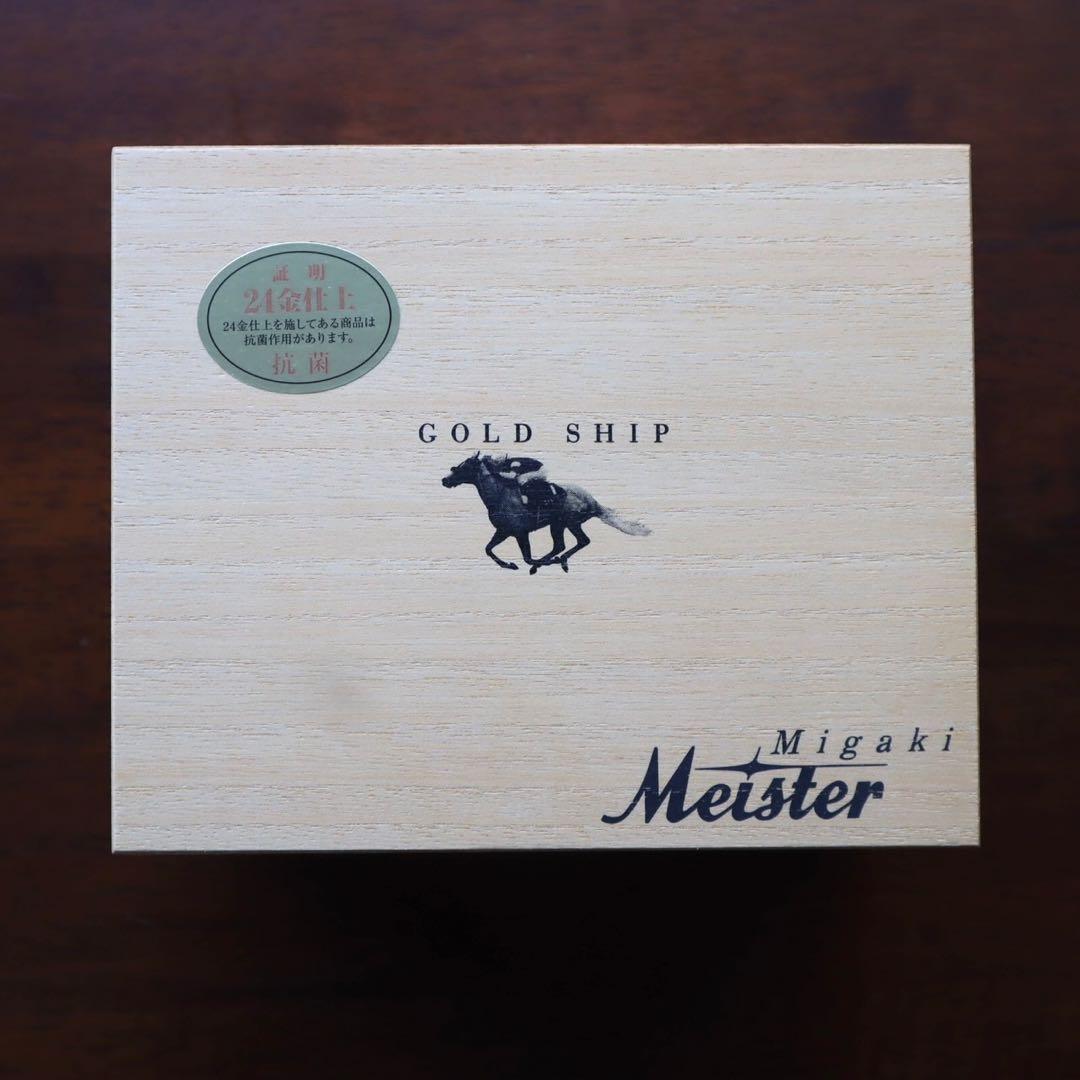 証明
24金仕上
24金仕上を施してある商品は
抗菌作用があります。
抗菌
GOLD SHIP
Migaki
Meister